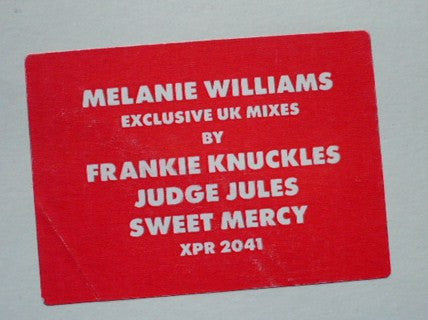 MELANIE WILLIAMS
EXCLUSIVE UK MIXES
BY
FRANKIE KNUCKLES
JUDGE JULES
SWEET MERCY
XPR 2041